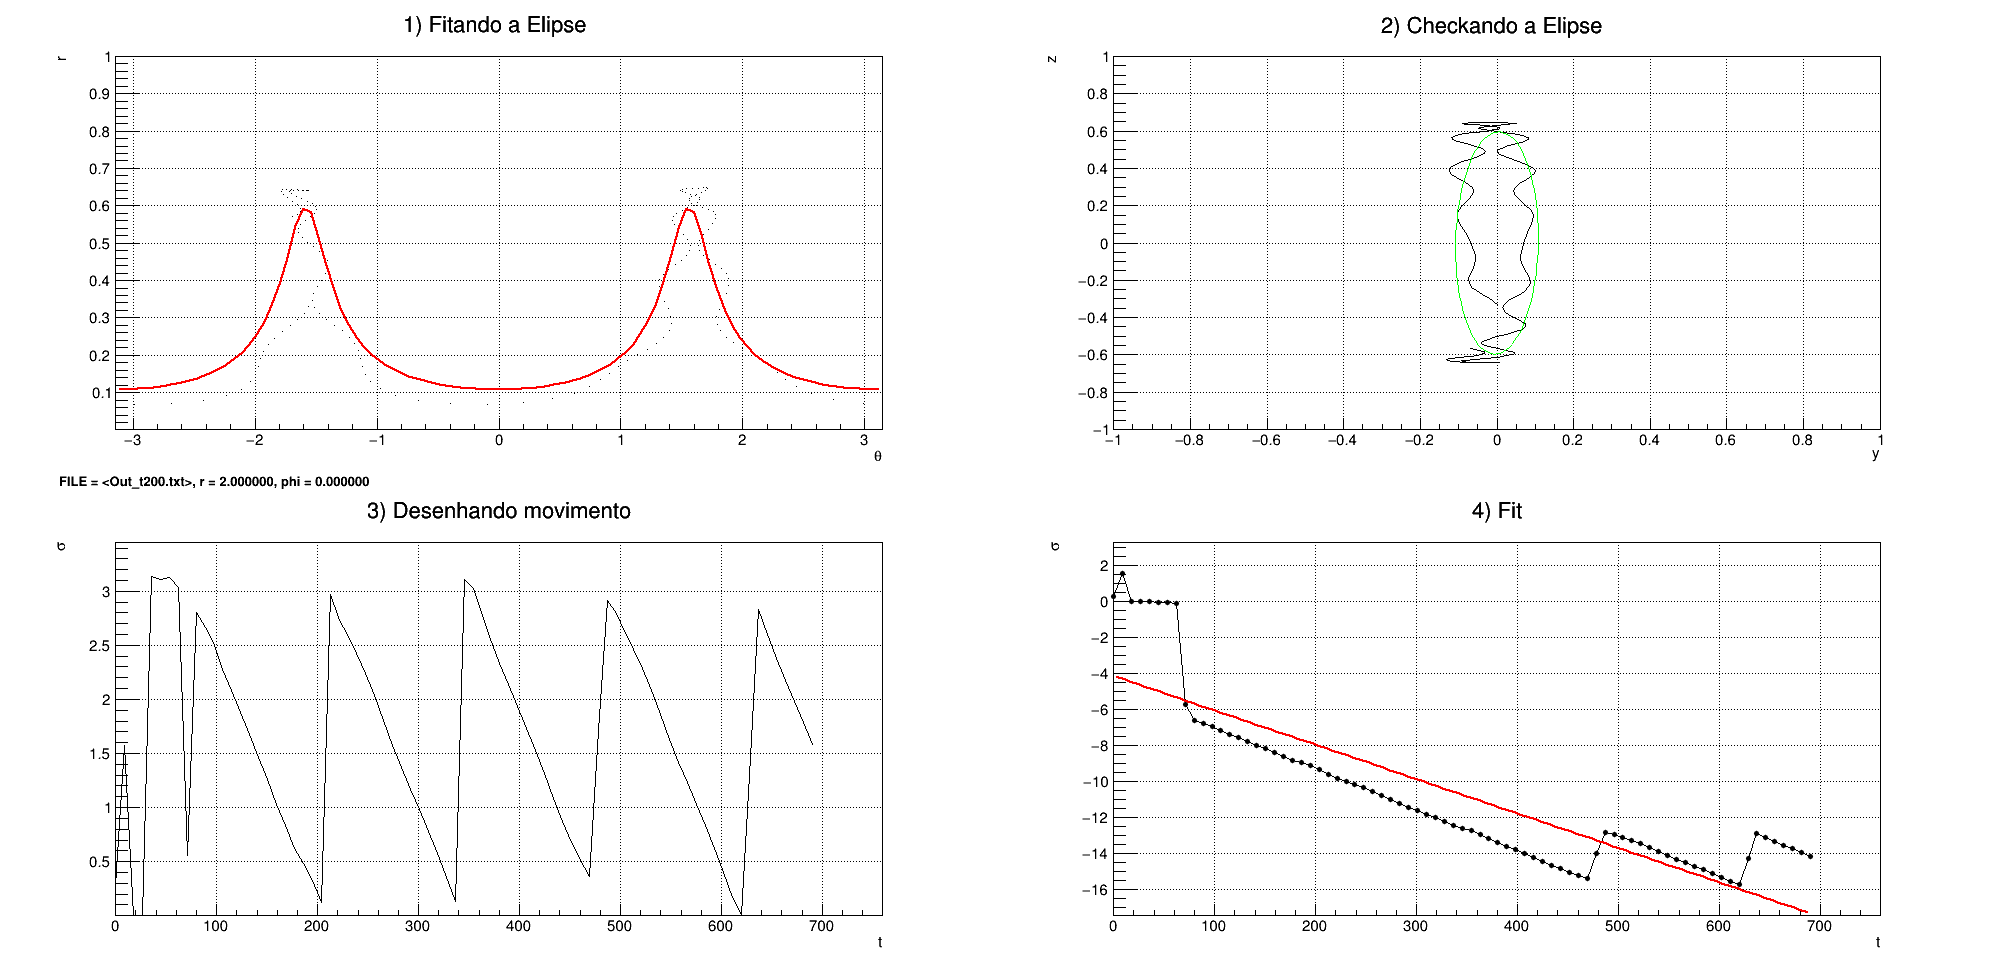 1) Fitando a Elipse
r
1
0.9
0.8
0.7
0.6
0.5
0.4
0.3
0.2
0.1
−3 −2 −1 0 1 2 3
θ
2) Checkando a Elipse
z
1
0.8
0.6
0.4
0.2
0
−0.2
−0.4
−0.6
−0.8
−1
−1 −0.8 −0.6 −0.4 −0.2 0 0.2 0.4 0.6 0.8 1
y
FILE = <Out_t200.txt>, r = 2.000000, phi = 0.000000
3) Desenhando movimento
σ
3
2.5
2
1.5
1
0.5
0 100 200 300 400 500 600 700
t
4) Fit
σ
2
0
−2
−4
−6
−8
−10
−12
−14
−16
0 100 200 300 400 500 600 700
t